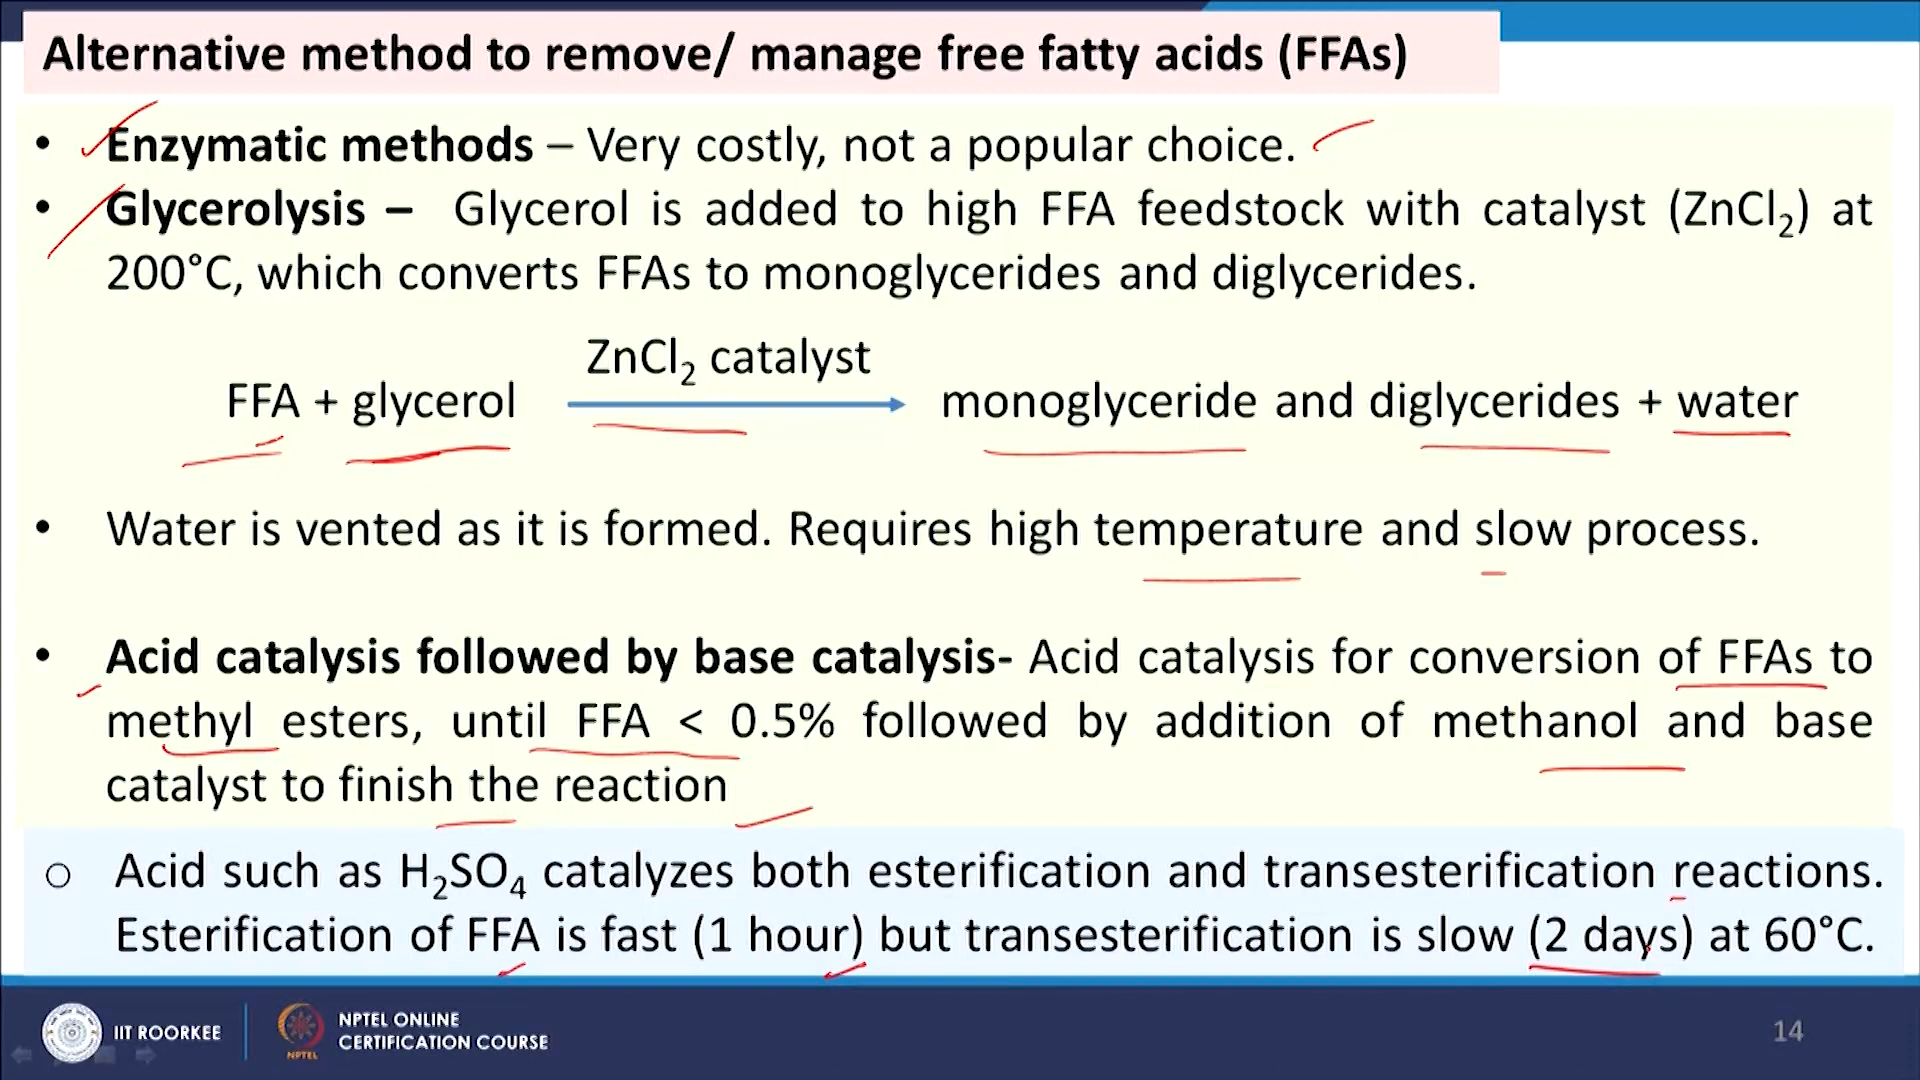 Alternative method to remove/ manage free fatty acids (FFAs)
• Enzymatic methods – Very costly, not a popular choice.
• Glycerolysis – Glycerol is added to high FFA feedstock with catalyst (ZnCl₂) at
200°C, which converts FFAs to monoglycerides and diglycerides.
ZnCl₂ catalyst
FFA + glycerol → monoglyceride and diglycerides + water
• Water is vented as it is formed. Requires high temperature and slow process.
• Acid catalysis followed by base catalysis- Acid catalysis for conversion of FFAs to
methyl esters, until FFA < 0.5% followed by addition of methanol and base
catalyst to finish the reaction
o Acid such as H₂SO₄ catalyzes both esterification and transesterification reactions.
Esterification of FFA is fast (1 hour) but transesterification is slow (2 days) at 60°C.
IIT ROORKEE
NPTEL
NPTEL ONLINE
CERTIFICATION COURSE
14